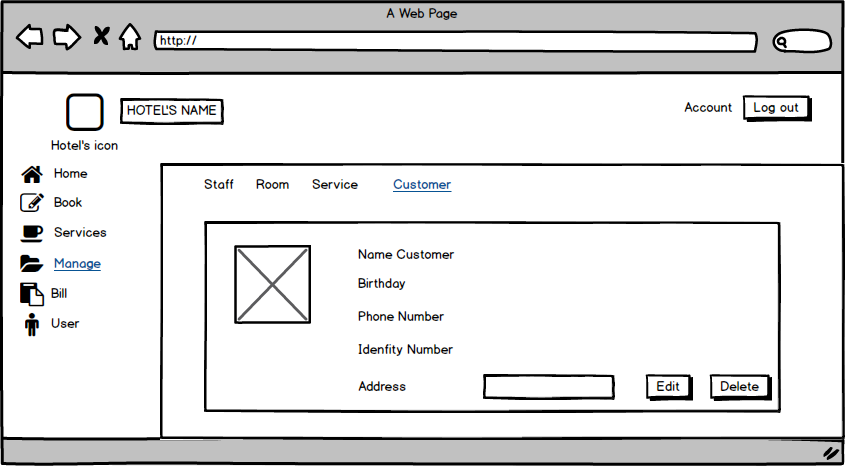 A Web Page
http://
HOTEL'S NAME
Account
Log out
Hotel's icon
Home
Book
Services
Manage
Bill
User
Staff
Room
Service
Customer
Name Customer
Birthday
Phone Number
Idenfity Number
Address
Edit
Delete